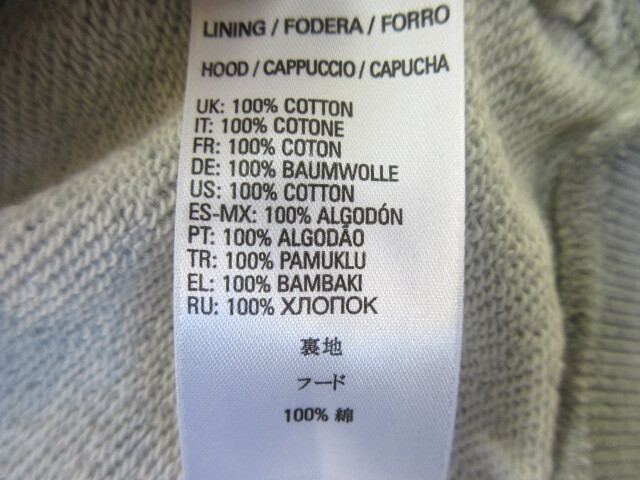 LINING / FODERA / FORRO
HOOD / CAPPUCCIO / CAPUCHA
UK: 100% COTTON
IT: 100% COTONE
FR: 100% COTON
DE: 100% BAUMWOLLE
US: 100% COTTON
ES-MX: 100% ALGODÓN
PT: 100% ALGODÃO
TR: 100% PAMUKLU
EL: 100% BAMBAKI
RU: 100% ХЛОПОК
裏地
フード
100% 綿